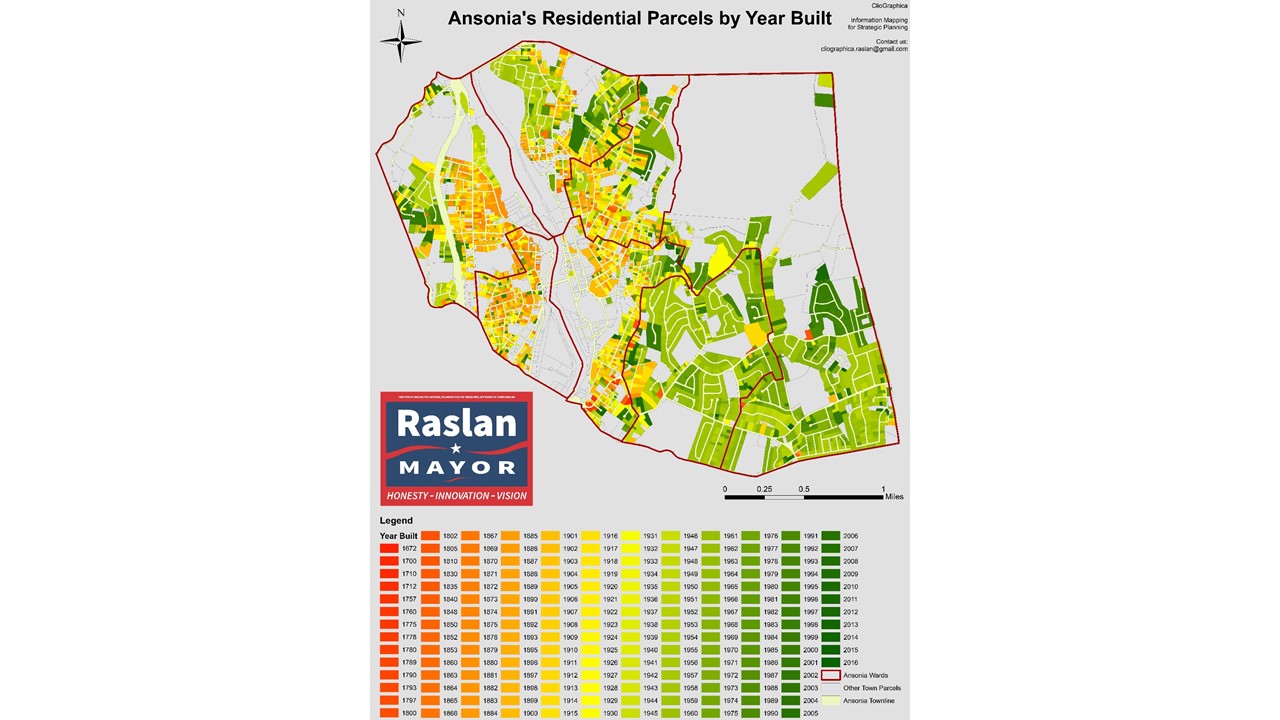 ClioGraphica
Ansonia's Residential Parcels by Year Built
Information Mapping
for Strategic Planning
Contact us:
cliographica.raslan@gmail.com
N
Raslan
MAYOR
HONESTY - INNOVATION - VISION
0 0.25 0.5 1
Miles
Legend
Year Built 1802 1867 1885 1901 1916 1931 1946 1961 1976 1991 2006
1672 1805 1869 1886 1902 1917 1932 1947 1962 1977 1992 2007
1700 1810 1870 1887 1903 1918 1933 1948 1963 1978 1993 2008
1710 1830 1871 1888 1904 1919 1934 1949 1964 1979 1994 2009
1712 1835 1872 1889 1905 1920 1935 1950 1965 1980 1995 2010
1757 1840 1873 1890 1906 1921 1936 1951 1966 1981 1996 2011
1760 1848 1874 1891 1907 1922 1937 1952 1967 1982 1997 2012
1775 1850 1875 1892 1908 1923 1938 1953 1968 1983 1998 2013
1778 1852 1878 1893 1909 1924 1939 1954 1969 1984 1999 2014
1780 1853 1879 1895 1910 1925 1940 1955 1970 1985 2000 2015
1789 1860 1880 1896 1911 1926 1941 1956 1971 1986 2001 2016
1790 1863 1881 1897 1912 1927 1942 1957 1972 1987 2002 Ansonia Wards
1793 1864 1882 1898 1913 1928 1943 1958 1973 1988 2003 Other Town Parcels
1797 1865 1883 1899 1914 1929 1944 1959 1974 1989 2004 Ansonia Townline
1800 1866 1884 1900 1915 1930 1945 1960 1975 1990 2005